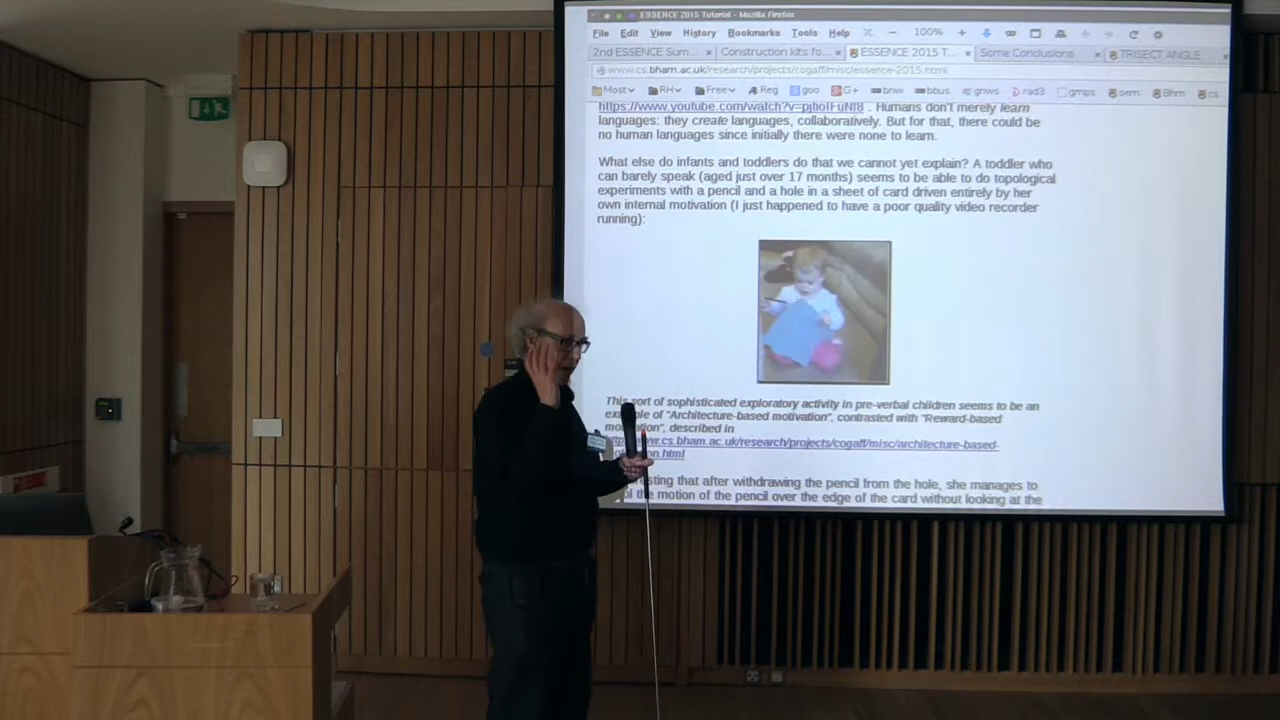 ESSENCE 2015 Tutorial - Mozilla Firefox
File Edit View History Bookmarks Tools Help 100%
2nd ESSENCE Sum... Construction kits fo... ESSENCE 2015 T... Some Conclusions TRISECT ANGLE
www.cs.bham.ac.uk/research/projects/cogaff/misc/essence-2015.html
Most RH Free Reg goo G+ bnw bbus gnws rad3 gmps sem Bhm cs
. Humans don't merely learn
languages: they create languages, collaboratively. But for that, there could be
no human languages since initially there were none to learn.
What else do infants and toddlers do that we cannot yet explain? A toddler who
can barely speak (aged just over 17 months) seems to be able to do topological
experiments with a pencil and a hole in a sheet of card driven entirely by her
own internal motivation (I just happened to have a poor quality video recorder
running):
This sort of sophisticated exploratory activity in pre-verbal children seems to be an
of "Architecture-based motivation", contrasted with "Reward-based
described in
.cs.bham.ac.uk/research/projects/cogaff/misc/architecture-based-
.html
that after withdrawing the pencil from the hole, she manages to
the motion of the pencil over the edge of the card without looking at the